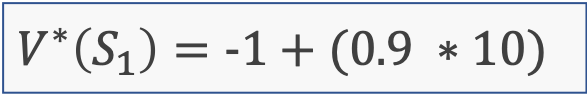 V*(S₁) = -1 + (0.9 * 10)